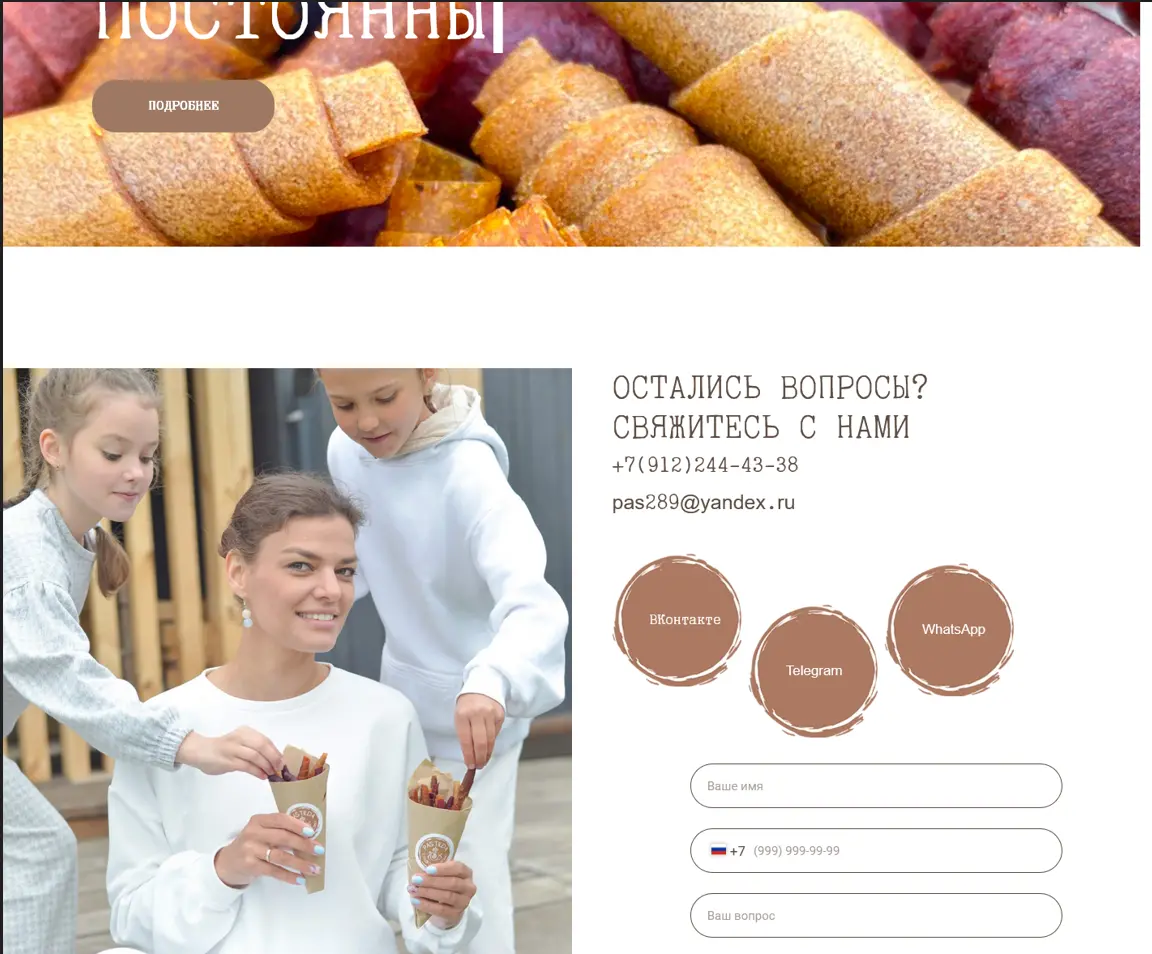 ПОСТОЯННЫ
ПОДРОБНЕЕ
ОСТАЛИСЬ ВОПРОСЫ?
СВЯЖИТЕСЬ С НАМИ
+7(912)244-43-38
pas289@yandex.ru
ВКонтакте
WhatsApp
Telegram
Ваше имя
+7 (999) 999-99-99
Ваш вопрос